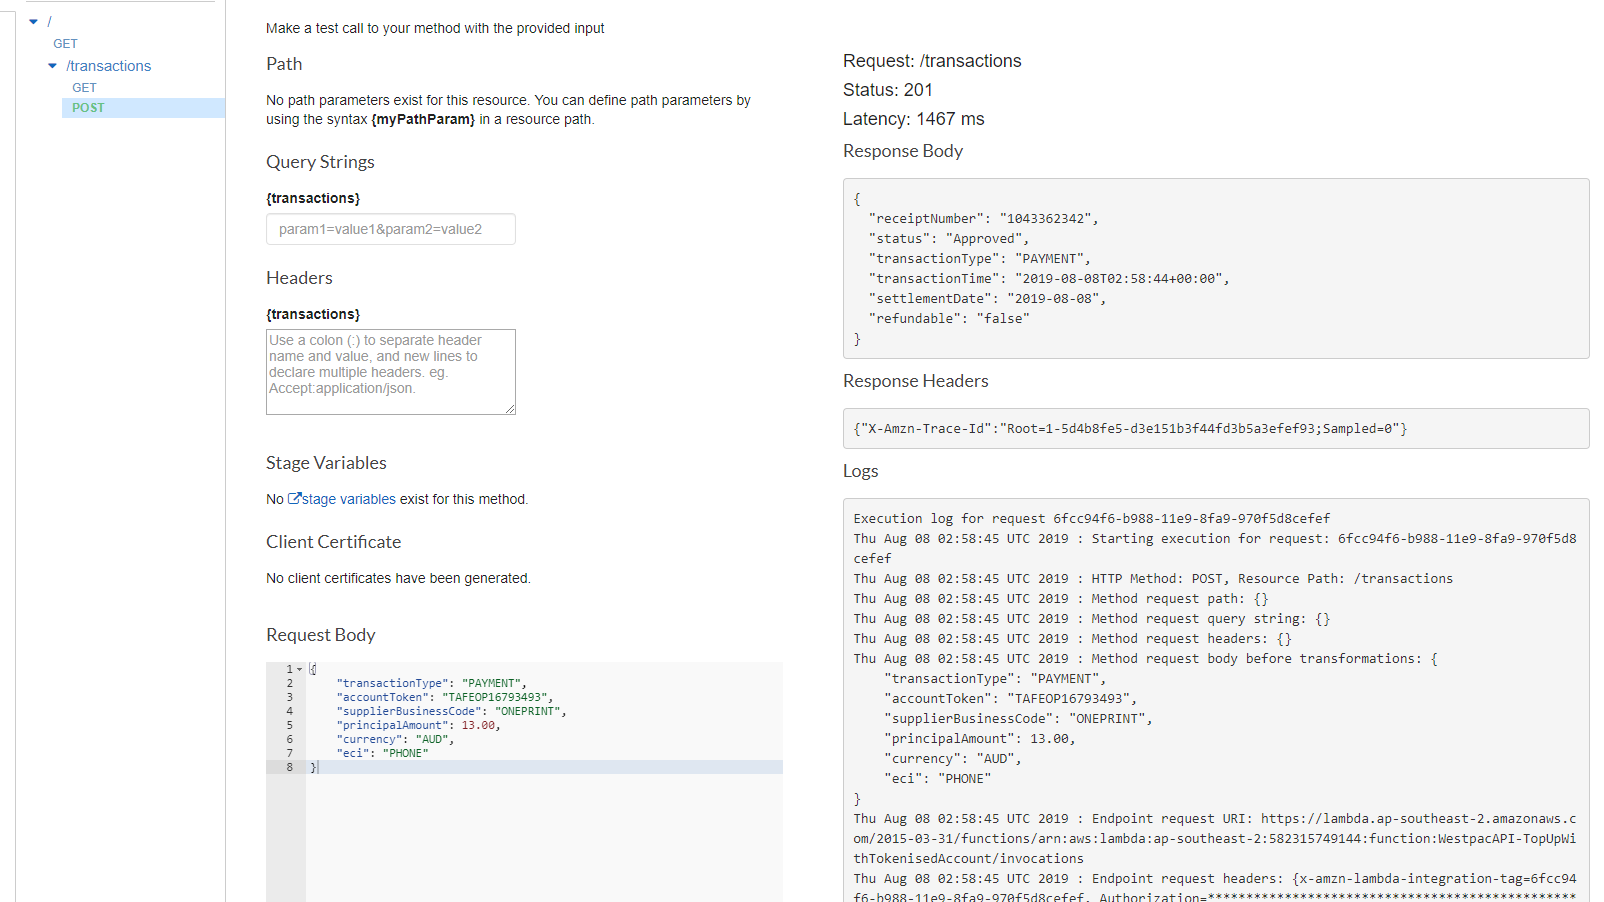 /
GET
/transactions
GET
POST
Make a test call to your method with the provided input
Path
No path parameters exist for this resource. You can define path parameters by
using the syntax {myPathParam} in a resource path.
Query Strings
{transactions}
param1=value1&param2=value2
Headers
{transactions}
Use a colon (:) to separate header
name and value, and new lines to
declare multiple headers. eg.
Accept:application/json.
Stage Variables
No stage variables exist for this method.
Client Certificate
No client certificates have been generated.
Request Body
1 {
2 "transactionType": "PAYMENT",
3 "accountToken": "TAFEOP16793493",
4 "supplierBusinessCode": "ONEPRINT",
5 "principalAmount": 13.00,
6 "currency": "AUD",
7 "eci": "PHONE"
8 }
Request: /transactions
Status: 201
Latency: 1467 ms
Response Body
{
"receiptNumber": "1043362342",
"status": "Approved",
"transactionType": "PAYMENT",
"transactionTime": "2019-08-08T02:58:44+00:00",
"settlementDate": "2019-08-08",
"refundable": "false"
}
Response Headers
{"X-Amzn-Trace-Id":"Root=1-5d4b8fe5-d3e151b3f44fd3b5a3efef93;Sampled=0"}
Logs
Execution log for request 6fcc94f6-b988-11e9-8fa9-970f5d8cefef
Thu Aug 08 02:58:45 UTC 2019 : Starting execution for request: 6fcc94f6-b988-11e9-8fa9-970f5d8
cefef
Thu Aug 08 02:58:45 UTC 2019 : HTTP Method: POST, Resource Path: /transactions
Thu Aug 08 02:58:45 UTC 2019 : Method request path: {}
Thu Aug 08 02:58:45 UTC 2019 : Method request query string: {}
Thu Aug 08 02:58:45 UTC 2019 : Method request headers: {}
Thu Aug 08 02:58:45 UTC 2019 : Method request body before transformations: {
"transactionType": "PAYMENT",
"accountToken": "TAFEOP16793493",
"supplierBusinessCode": "ONEPRINT",
"principalAmount": 13.00,
"currency": "AUD",
"eci": "PHONE"
}
Thu Aug 08 02:58:45 UTC 2019 : Endpoint request URI: https://lambda.ap-southeast-2.amazonaws.c
om/2015-03-31/functions/arn:aws:lambda:ap-southeast-2:582315749144:function:WestpacAPI-TopUpWi
thTokenisedAccount/invocations
Thu Aug 08 02:58:45 UTC 2019 : Endpoint request headers: {x-amzn-lambda-integration-tag=6fcc94
f6-b988-11e9-8fa9-970f5d8cefef, Authorization=************************************************